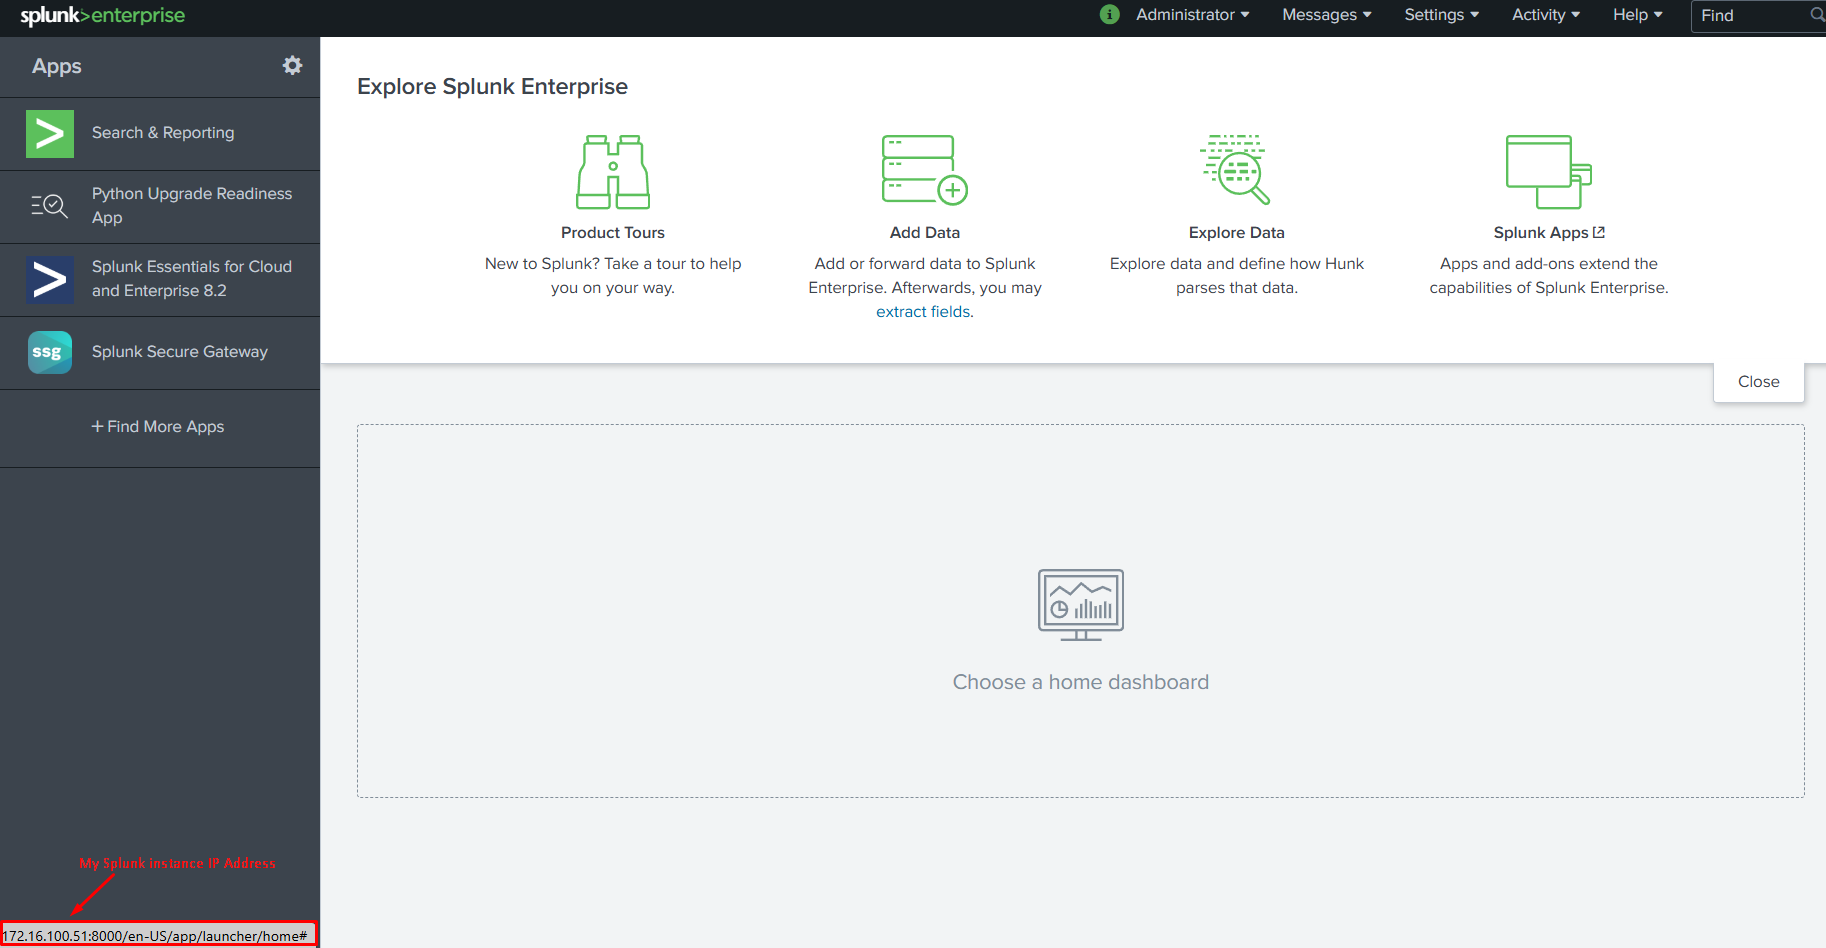 splunk>enterprise
i Administrator Messages Settings Activity Help Find
Apps
Search & Reporting
Python Upgrade Readiness
App
Splunk Essentials for Cloud
and Enterprise 8.2
ssg Splunk Secure Gateway
+ Find More Apps
Explore Splunk Enterprise
Product Tours
New to Splunk? Take a tour to help
you on your way.
Add Data
Add or forward data to Splunk
Enterprise. Afterwards, you may
extract fields.
Explore Data
Explore data and define how Hunk
parses that data.
Splunk Apps
Apps and add-ons extend the
capabilities of Splunk Enterprise.
Close
Choose a home dashboard
My Splunk instance IP Address
172.16.100.51:8000/en-US/app/launcher/home#